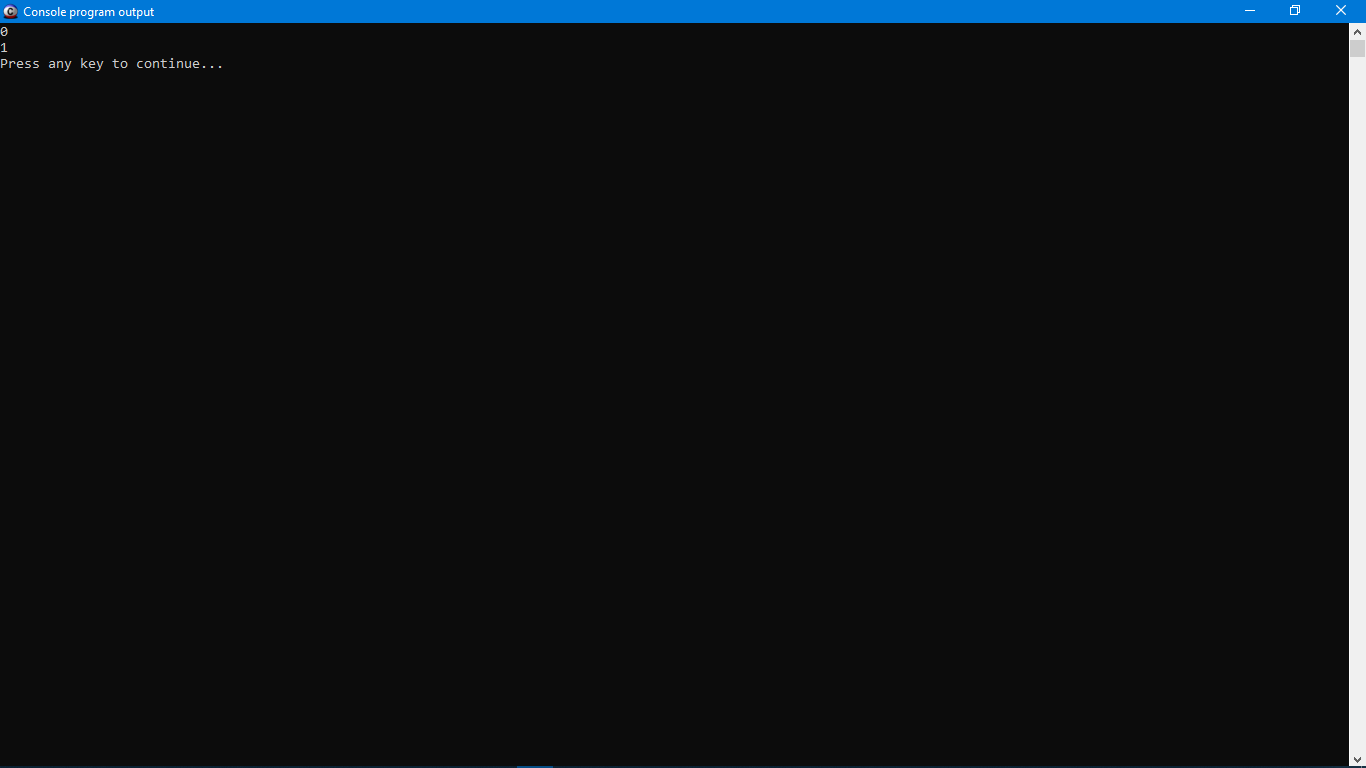 Console program output
0
1
Press any key to continue...